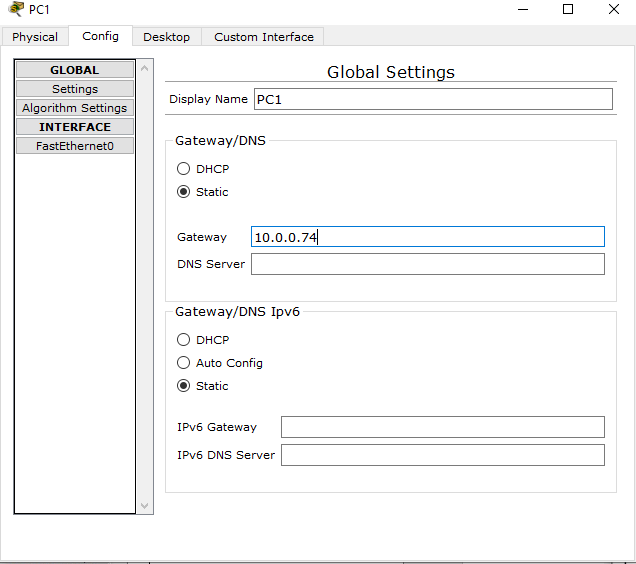 PC1
Physical Config Desktop Custom Interface
GLOBAL
Settings
Algorithm Settings
INTERFACE
FastEthernet0
Global Settings
Display Name PC1
Gateway/DNS
DHCP
Static
Gateway 10.0.0.74
DNS Server
Gateway/DNS Ipv6
DHCP
Auto Config
Static
IPv6 Gateway
IPv6 DNS Server